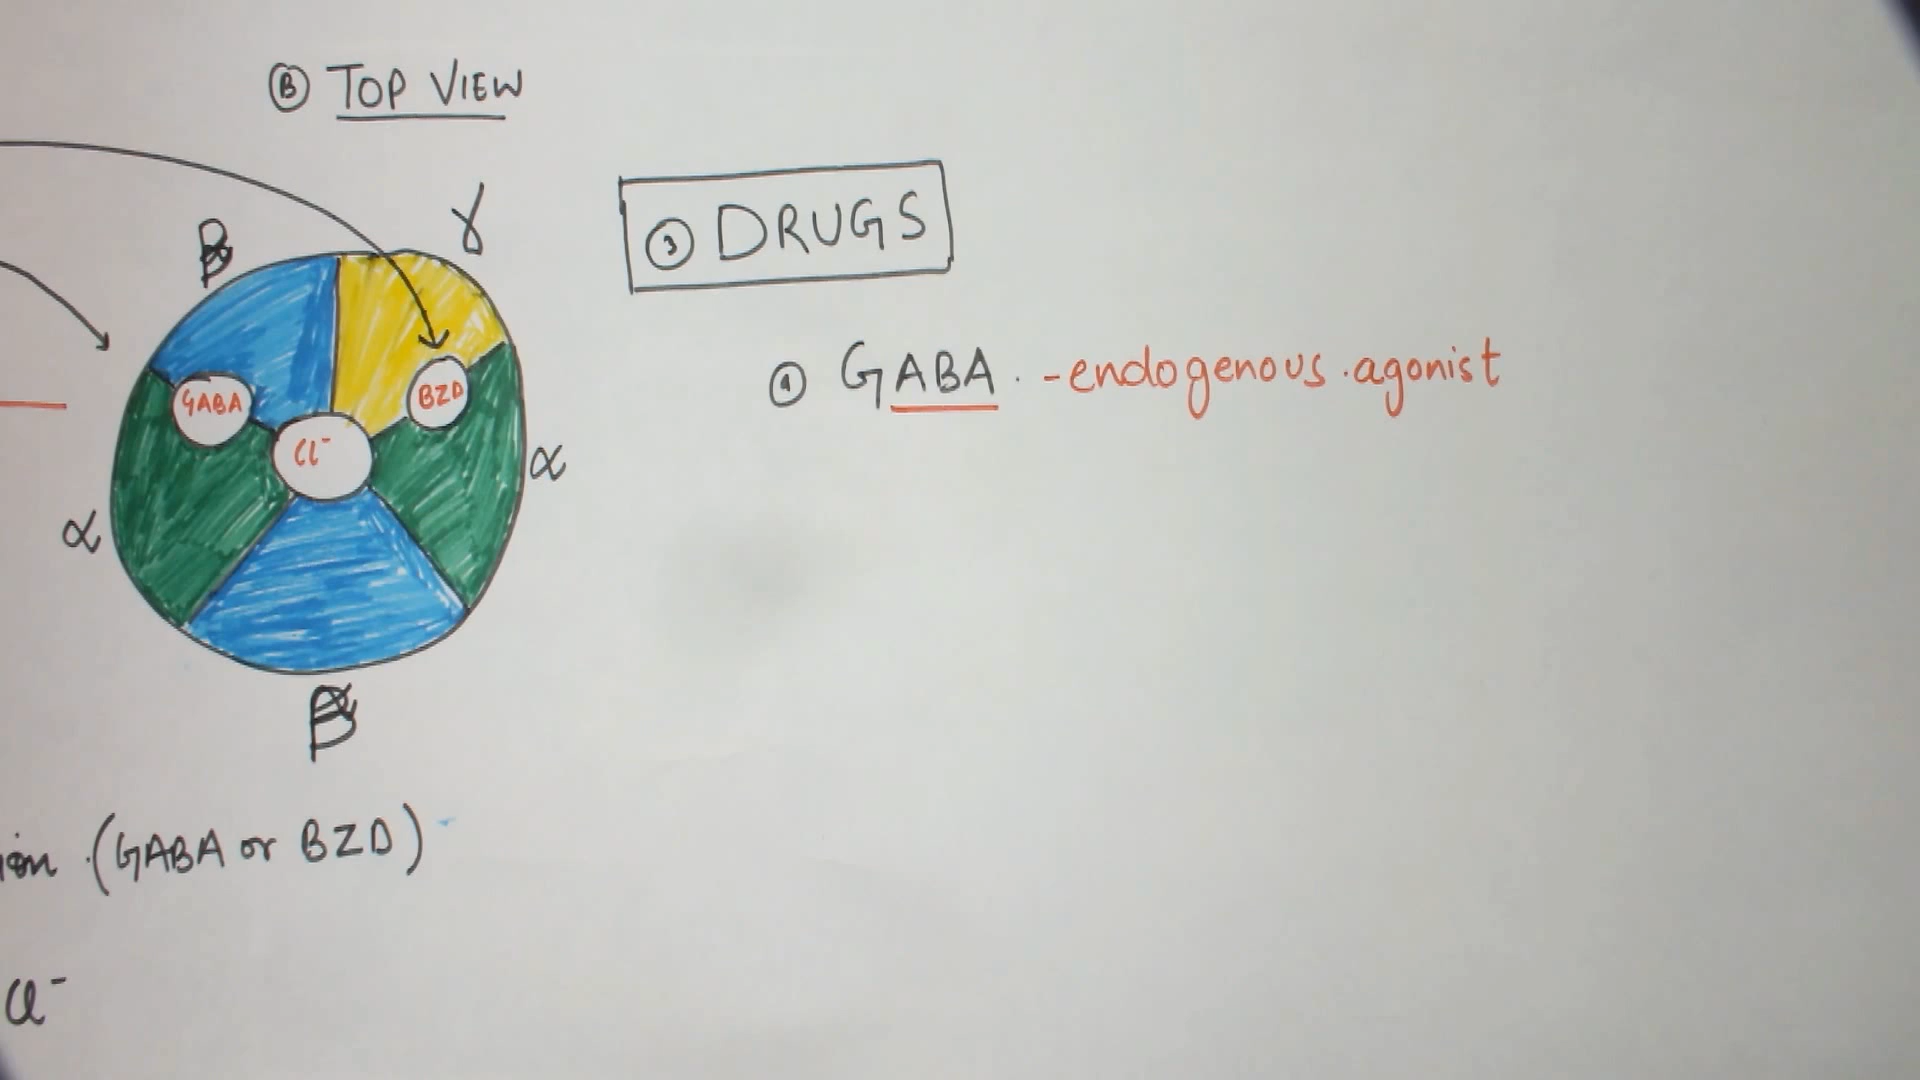 Ⓑ TOP VIEW
β γ
③ DRUGS
GABA BZD
① GABA - endogenous agonist
Cl⁻
α
α
β
(GABA or BZD)
Cl⁻